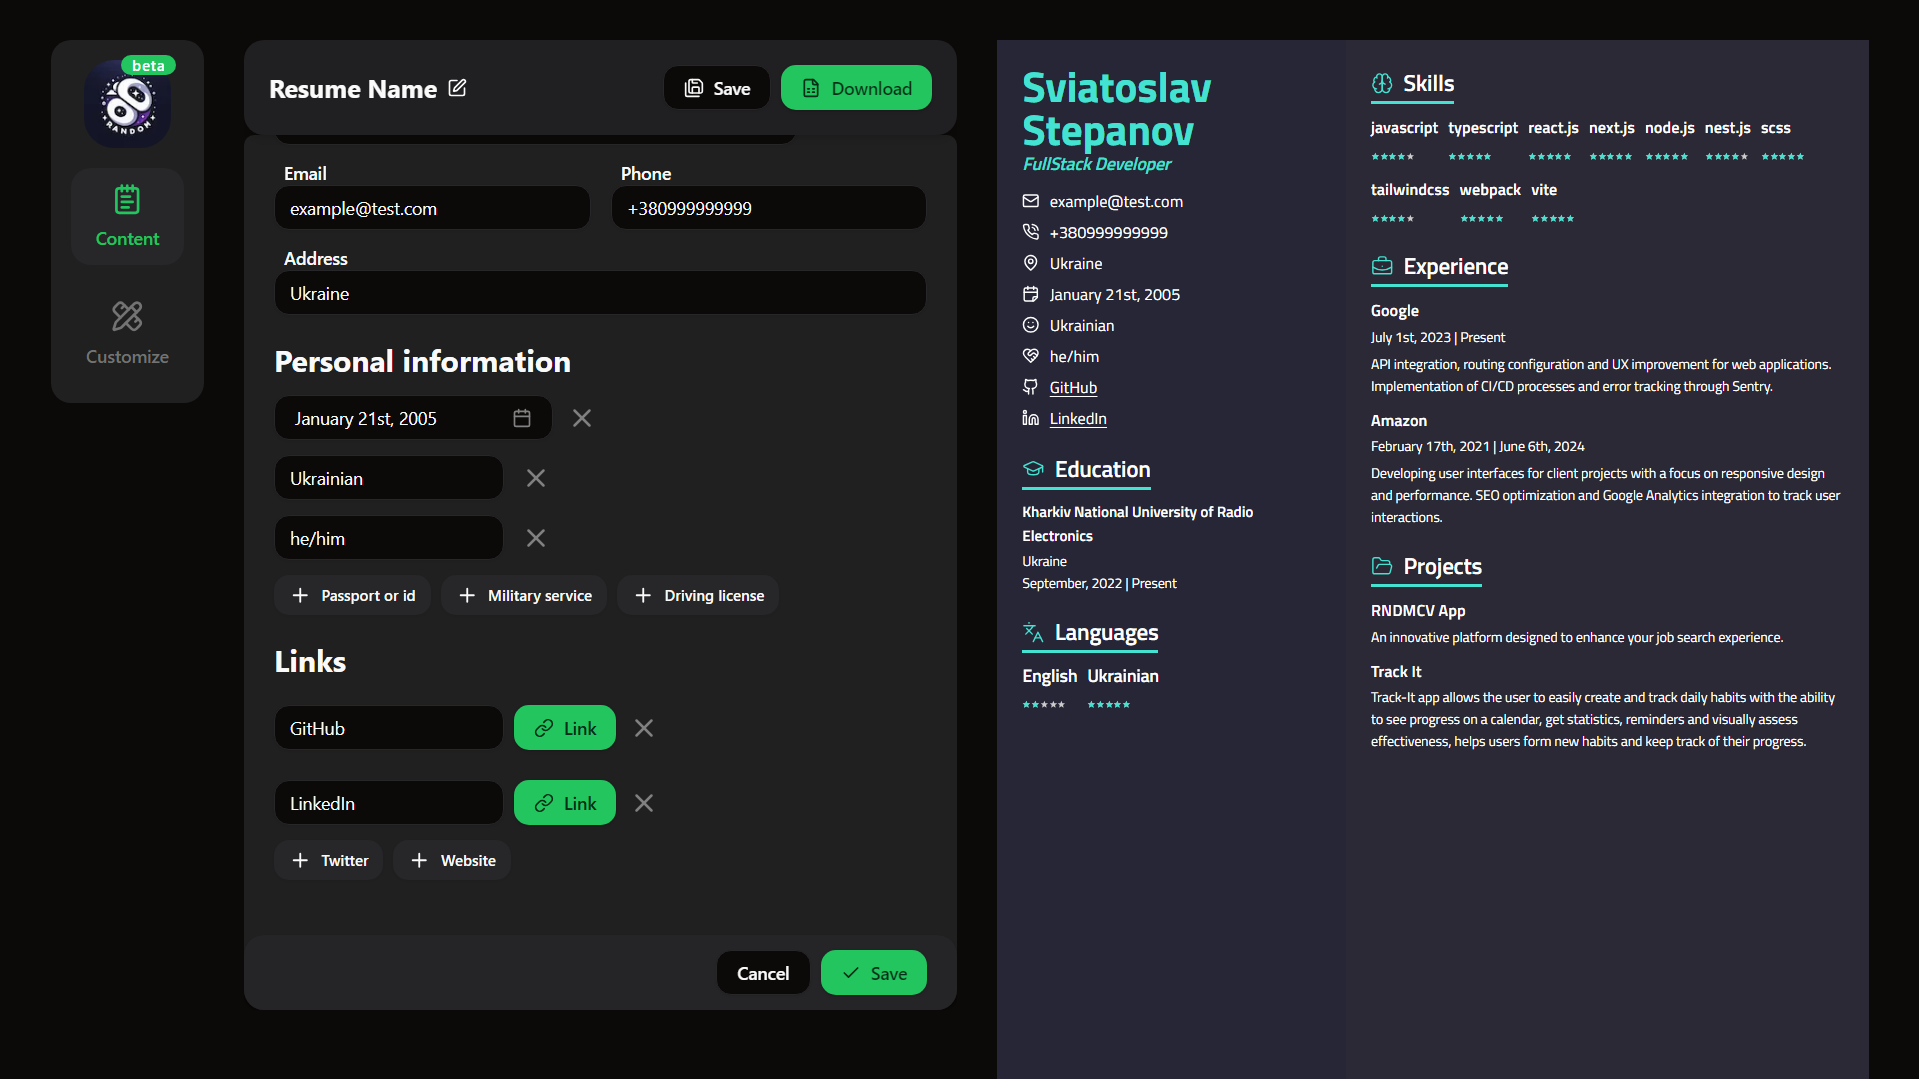 beta
RANDOM
Content
Customize
Resume Name
Save
Download
Email
Phone
example@test.com
+380999999999
Address
Ukraine
Personal information
January 21st, 2005
Ukrainian
he/him
Passport or id
Military service
Driving license
Links
GitHub
Link
LinkedIn
Link
Twitter
Website
Cancel
Save
Sviatoslav
Stepanov
FullStack Developer
example@test.com
+380999999999
Ukraine
January 21st, 2005
Ukrainian
he/him
GitHub
LinkedIn
Education
Kharkiv National University of Radio
Electronics
Ukraine
September, 2022 | Present
Languages
English Ukrainian
Skills
javascript typescript react.js next.js node.js nest.js scss
tailwindcss webpack vite
Experience
Google
July 1st, 2023 | Present
API integration, routing configuration and UX improvement for web applications.
Implementation of CI/CD processes and error tracking through Sentry.
Amazon
February 17th, 2021 | June 6th, 2024
Developing user interfaces for client projects with a focus on responsive design
and performance. SEO optimization and Google Analytics integration to track user
interactions.
Projects
RNDMCV App
An innovative platform designed to enhance your job search experience.
Track It
Track-It app allows the user to easily create and track daily habits with the ability
to see progress on a calendar, get statistics, reminders and visually assess
effectiveness, helps users form new habits and keep track of their progress.